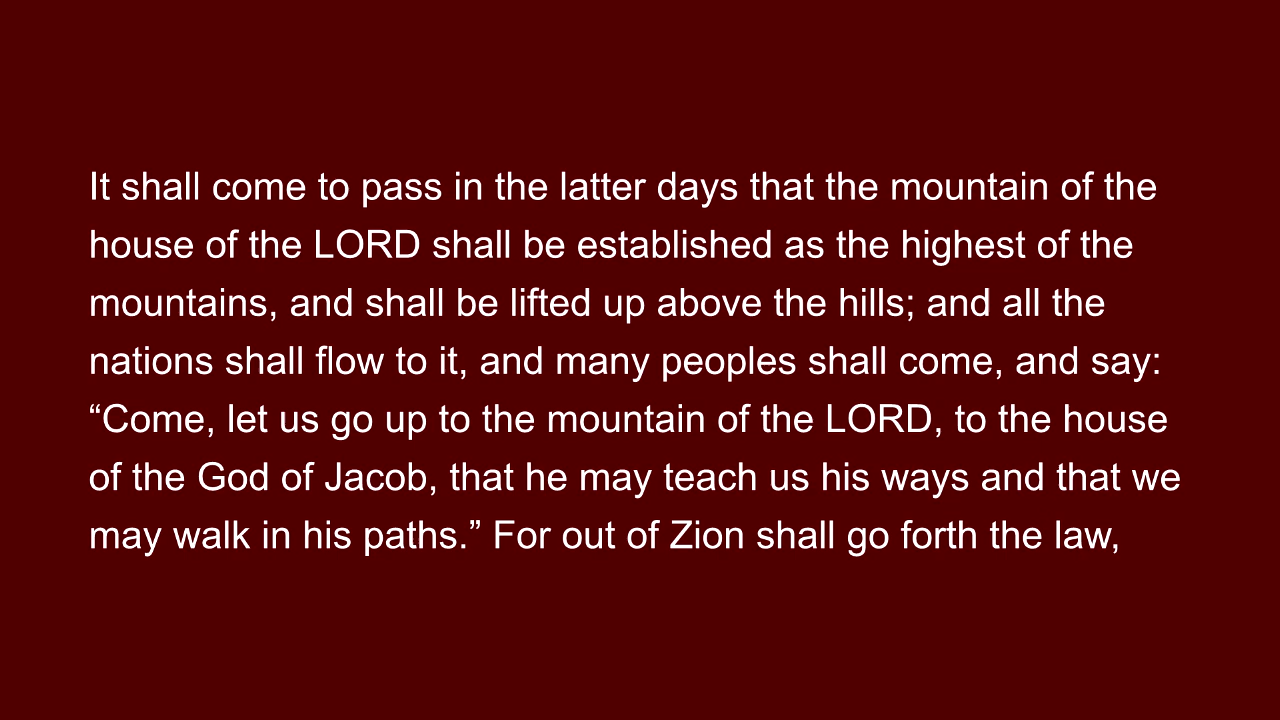 It shall come to pass in the latter days that the mountain of the
house of the LORD shall be established as the highest of the
mountains, and shall be lifted up above the hills; and all the
nations shall flow to it, and many peoples shall come, and say:
“Come, let us go up to the mountain of the LORD, to the house
of the God of Jacob, that he may teach us his ways and that we
may walk in his paths.” For out of Zion shall go forth the law,